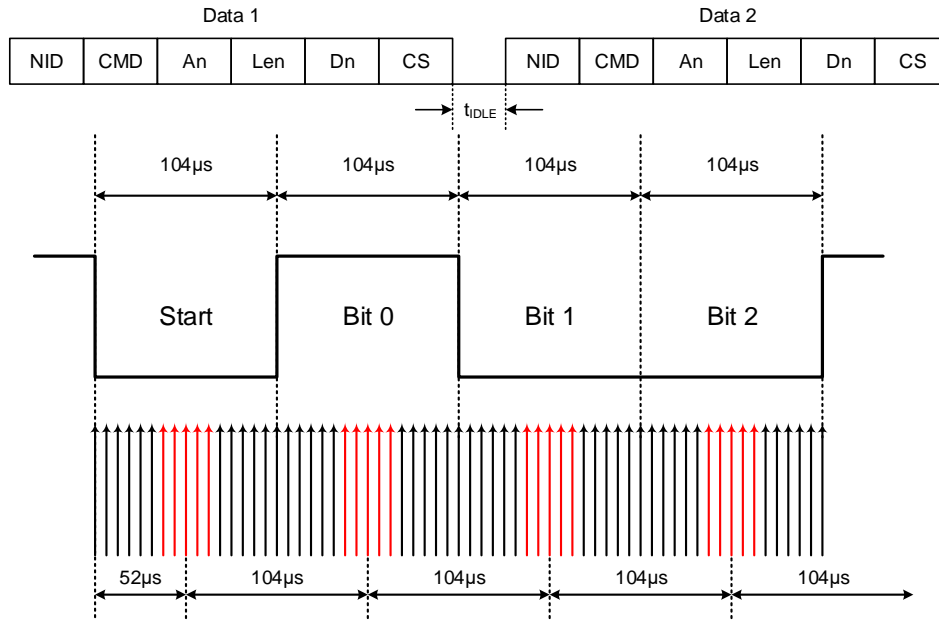 Data 1 Data 2
NID CMD An Len Dn CS NID CMD An Len Dn CS
tIDLE
104µs 104µs 104µs 104µs
Start Bit 0 Bit 1 Bit 2
52µs 104µs 104µs 104µs 104µs